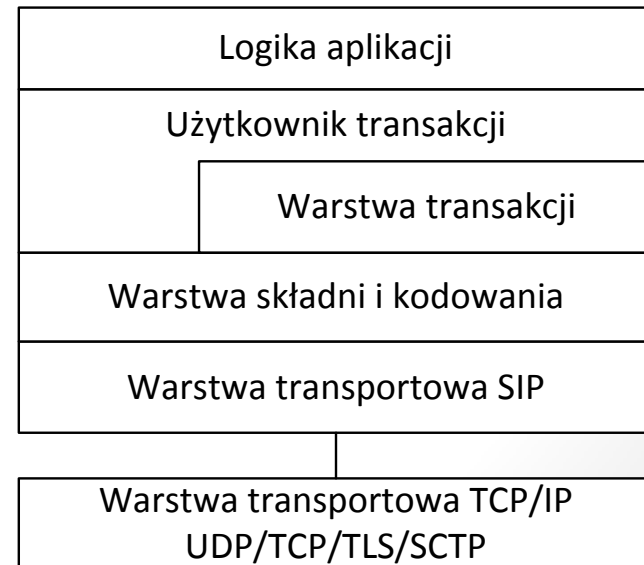 Logika aplikacji
Użytkownik transakcji
Warstwa transakcji
Warstwa składni i kodowania
Warstwa transportowa SIP
Warstwa transportowa TCP/IP
UDP/TCP/TLS/SCTP